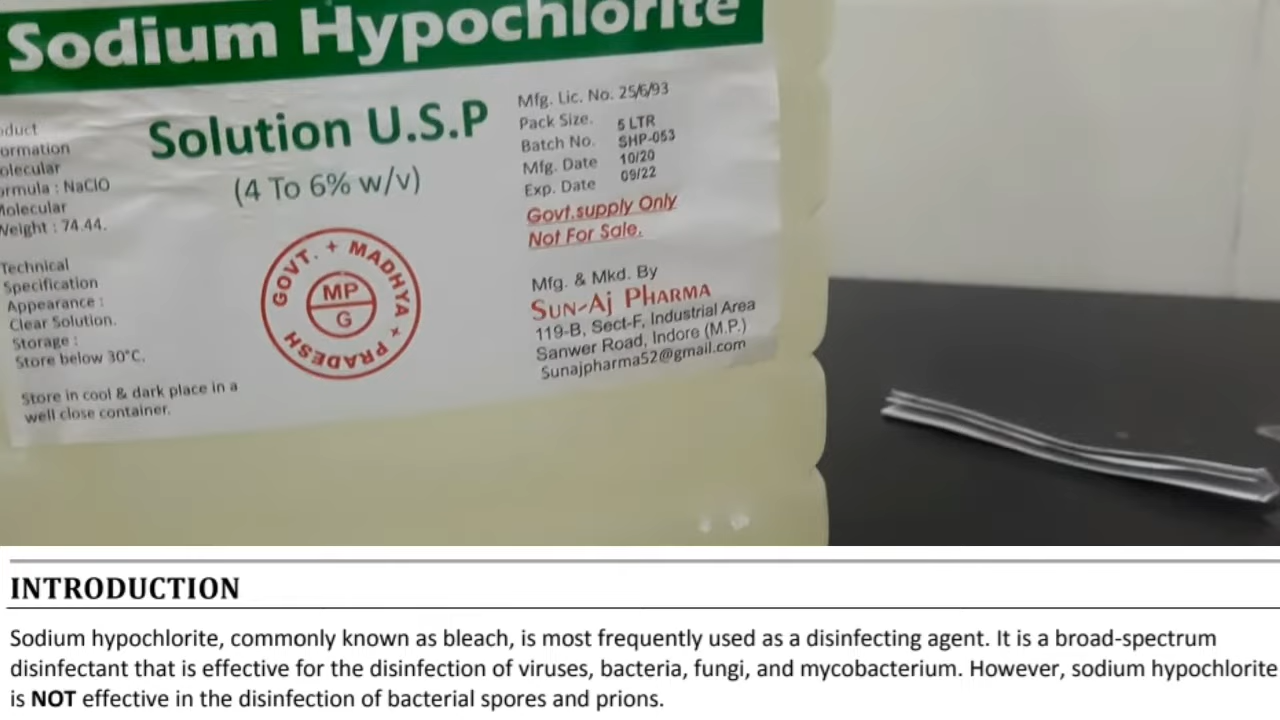 Sodium Hypochlorite
Solution U.S.P
(4 To 6% w/v)
Molecular
: NaClO
Molecular
Weight : 74.44.
Technical
Specification
Appearance :
Clear Solution.
Storage :
Store below 30°C.
Store in cool & dark place in a
well close container.
GOVT. + MADHYA + PRADESH
MP
G
Mfg. Lic. No. 25/6/93
Pack Size. 5 LTR
Batch No. SHP-053
Mfg. Date 10/20
Exp. Date 09/22
Govt.supply Only
Not For Sale.
Mfg. & Mkd. By
SUN-AJ PHARMA
119-B, Sect-F, Industrial Area
Sanwer Road, Indore (M.P.)
Sunajpharma52@gmail.com
INTRODUCTION
Sodium hypochlorite, commonly known as bleach, is most frequently used as a disinfecting agent. It is a broad-spectrum
disinfectant that is effective for the disinfection of viruses, bacteria, fungi, and mycobacterium. However, sodium hypochlorite
is NOT effective in the disinfection of bacterial spores and prions.